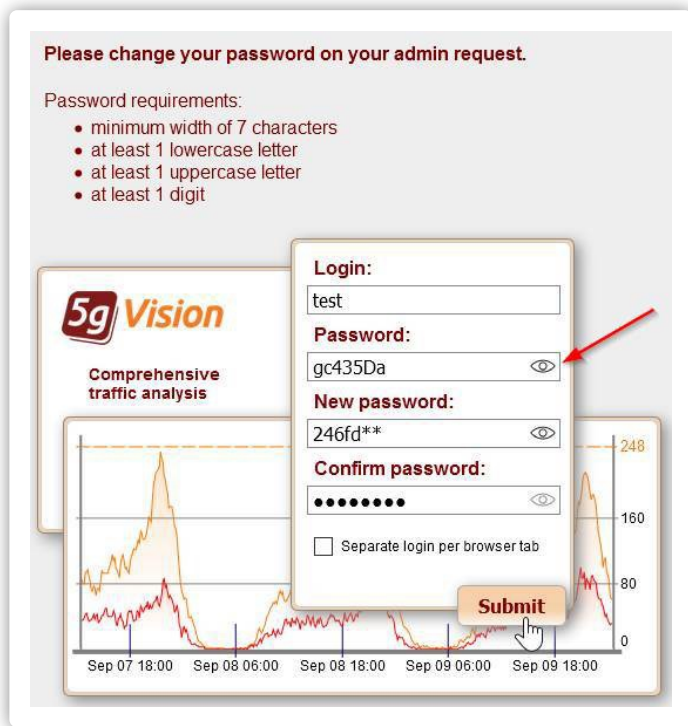 Please change your password on your admin request.
Password requirements:
• minimum width of 7 characters
• at least 1 lowercase letter
• at least 1 uppercase letter
• at least 1 digit
5g Vision
Comprehensive
traffic analysis
Login:
test
Password:
gc435Da
New password:
246fd**
Confirm password:
●●●●●●●●
Separate login per browser tab
Submit
248
160
80
0
Sep 07 18:00 Sep 08 06:00 Sep 08 18:00 Sep 09 06:00 Sep 09 18:00